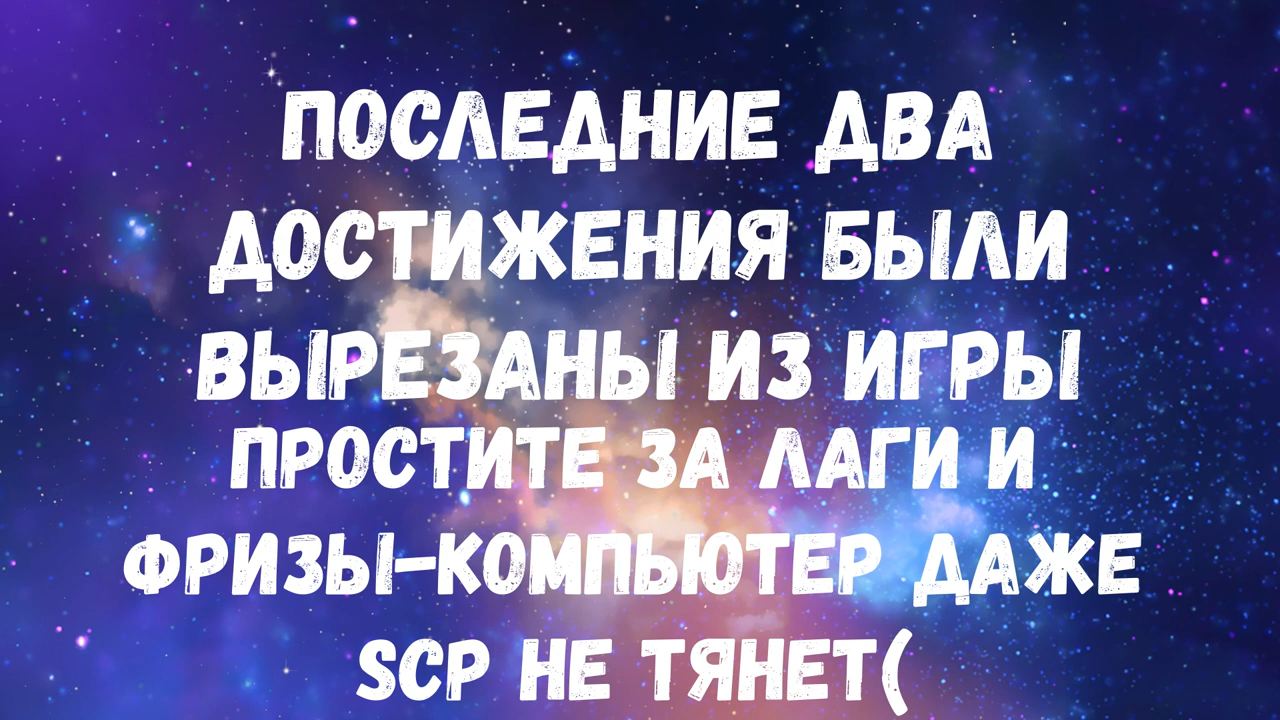 ПОСЛЕДНИЕ ДВА
ДОСТИЖЕНИЯ БЫЛИ
ВЫРЕЗАНЫ ИЗ ИГРЫ
ПРОСТИТЕ ЗА ЛАГИ И
ФРИЗЫ-КОМПЬЮТЕР ДАЖЕ
SCP НЕ ТЯНЕТ(